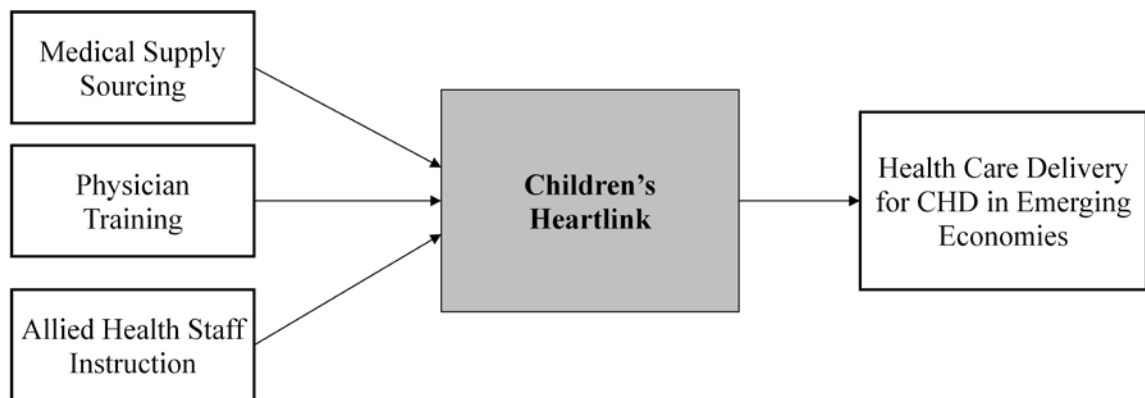 Medical Supply
Sourcing
Physician
Training
Allied Health Staff
Instruction
Children’s
Heartlink
Health Care Delivery
for CHD in Emerging
Economies